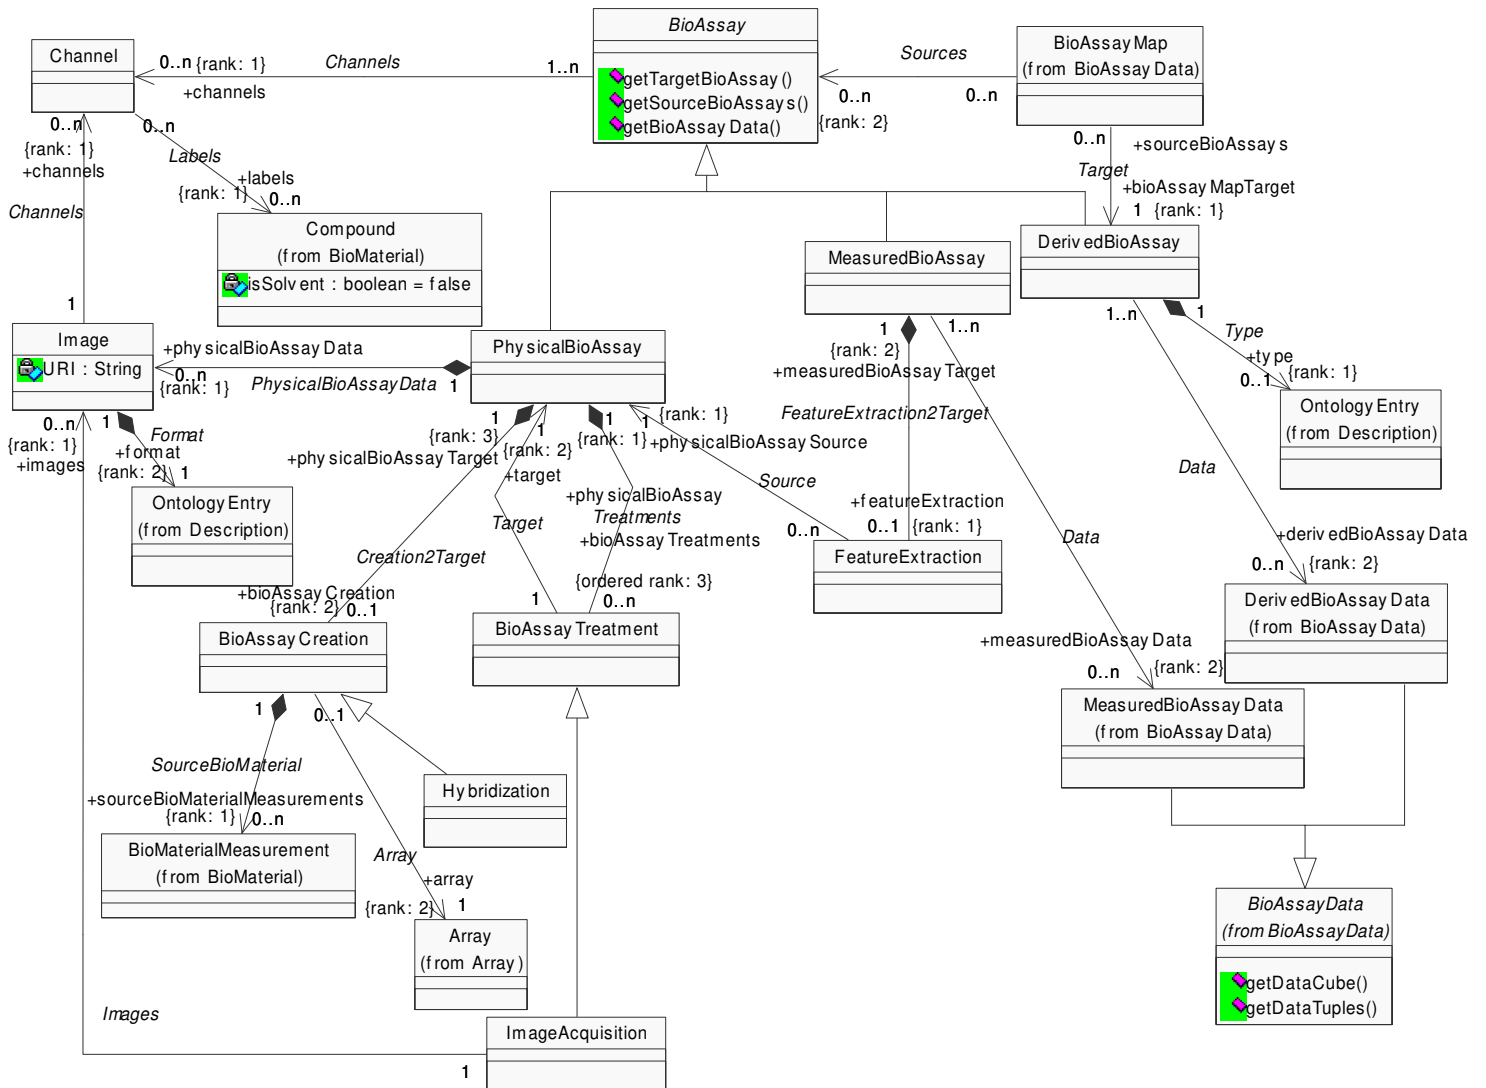 BioAssay
getTargetBioAssay()
getSourceBioAssays()
getBioAssayData()
Channel
0..n {rank: 1}
+channels
Channels
1..n
Sources
0..n
{rank: 2}
0..n
BioAssayMap
(from BioAssayData)
0..n
+sourceBioAssays
Target
+bioAssayMapTarget
1 {rank: 1}
0..n
{rank: 1}
+channels
Channels
1
0..n
Labels
+labels
{rank: 1}
0..n
Compound
(from BioMaterial)
isSolvent : boolean = false
MeasuredBioAssay
DerivedBioAssay
Image
URI : String
+physicalBioAssayData
0..n
{rank: 1}
PhysicalBioAssayData
1
PhysicalBioAssay
1
{rank: 2}
+measuredBioAssayTarget
FeatureExtraction2Target
+featureExtraction
0..1 {rank: 1}
1..n
Data
+measuredBioAssayData
0..n
{rank: 2}
1..n
Data
+derivedBioAssayData
0..n {rank: 2}
1
Type
+type
0..1 {rank: 1}
OntologyEntry
(from Description)
0..n
{rank: 1}
+images
1
Format
+format
{rank: 2}
1
OntologyEntry
(from Description)
1
{rank: 3}
+physicalBioAssayTarget
Creation2Target
+bioAssayCreation
{rank: 2} 0..1
1
{rank: 2}
+target
Target
1
1
{rank: 1}
+physicalBioAssay
Treatments
+bioAssayTreatments
{ordered rank: 3}
0..n
1 {rank: 1}
+physicalBioAssaySource
Source
0..n
FeatureExtraction
BioAssayCreation
BioAssayTreatment
DerivedBioAssayData
(from BioAssayData)
MeasuredBioAssayData
(from BioAssayData)
1
SourceBioMaterial
+sourceBioMaterialMeasurements
{rank: 1} 0..n
BioMaterialMeasurement
(from BioMaterial)
0..1
Array
+array
{rank: 2} 1
Hybridization
Array
(from Array)
BioAssayData
(from BioAssayData)
getDataCube()
getDataTuples()
Images
1
ImageAcquisition